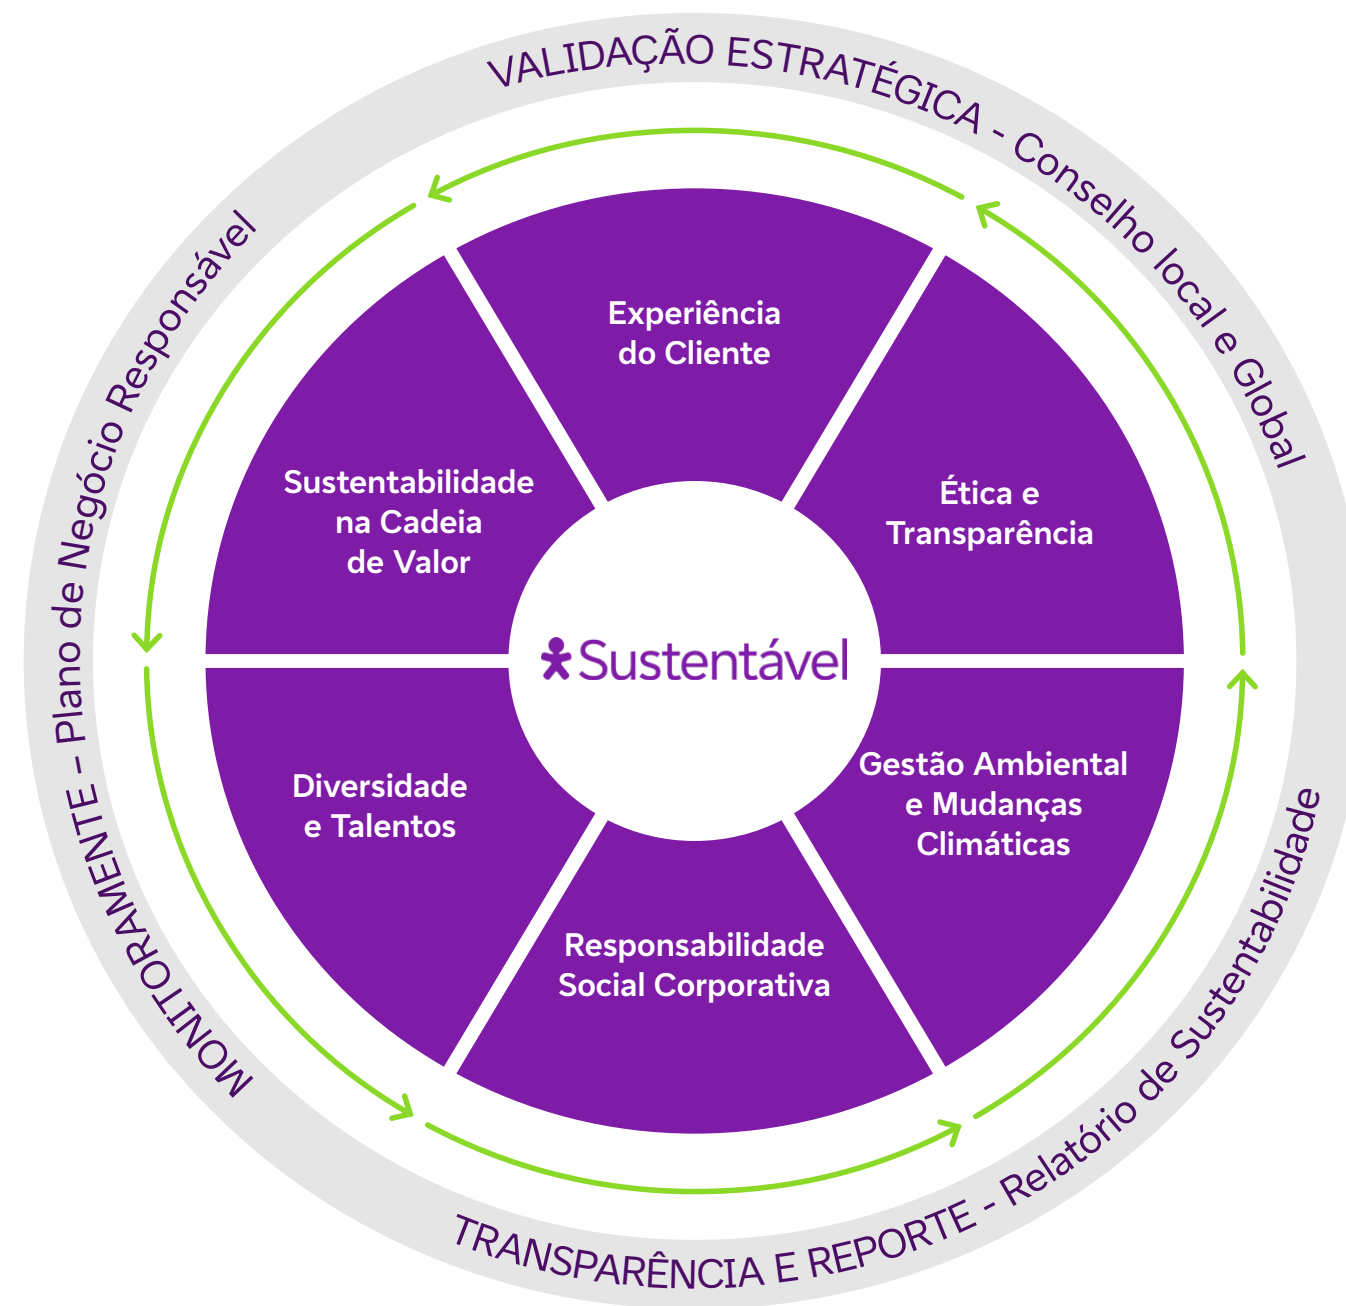 VALIDAÇÃO ESTRATÉGICA - Conselho local e Global
Experiência
do Cliente
Ética e
Transparência
Gestão Ambiental
e Mudanças
Climáticas
Responsabilidade
Social Corporativa
Diversidade
e Talentos
Sustentabilidade
na Cadeia
de Valor
Sustentável
MONITORAMENTE – Plano de Negócio Responsável
TRANSPARÊNCIA E REPORTE - Relatório de Sustentabilidade